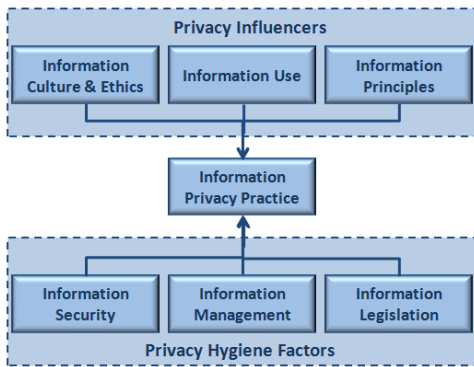 Privacy Influencers
Information
Culture & Ethics
Information Use
Information
Principles
Information
Privacy Practice
Information
Security
Information
Management
Information
Legislation
Privacy Hygiene Factors